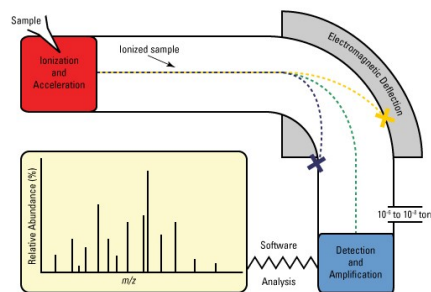 Sample
Ionization
and
Acceleration
Ionized sample
Electromagnetic Deflection
10⁻⁶ to 10⁻⁸ torr
Relative Abundance (%)
m/z
Software
Analysis
Detection
and
Amplification